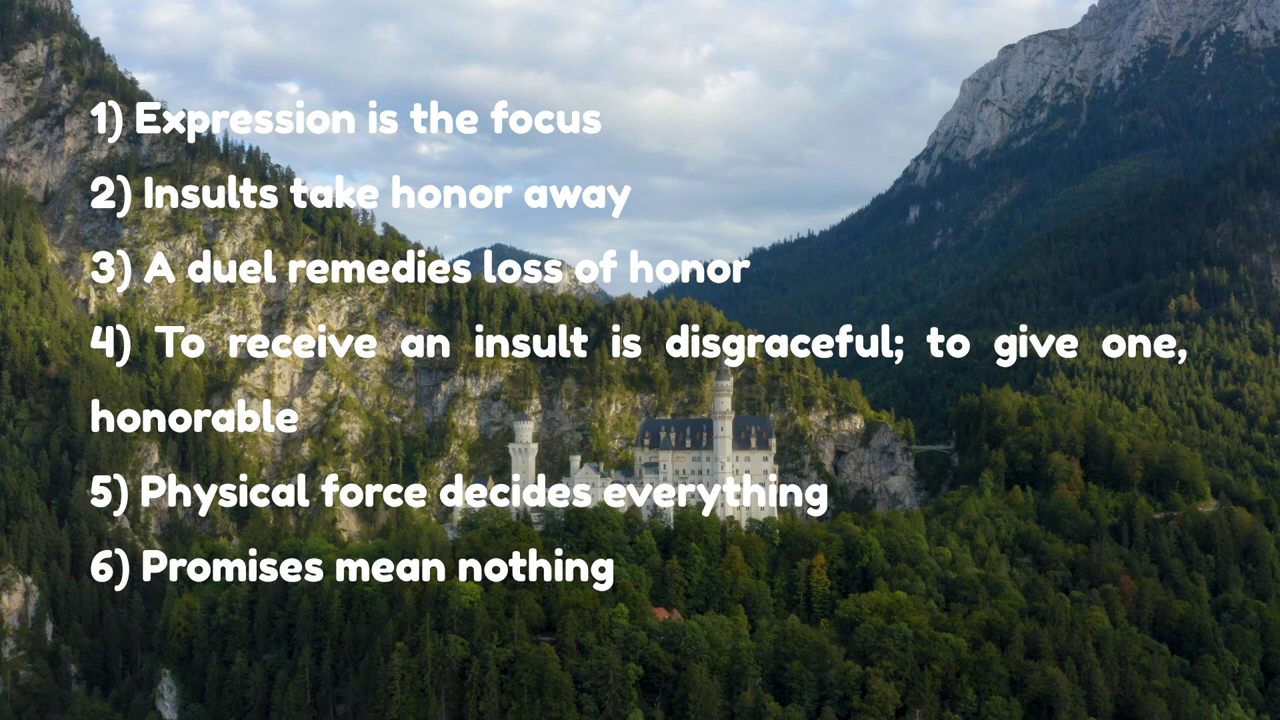 1) Expression is the focus
2) Insults take honor away
3) A duel remedies loss of honor
4) To receive an insult is disgraceful; to give one,
honorable
5) Physical force decides everything
6) Promises mean nothing